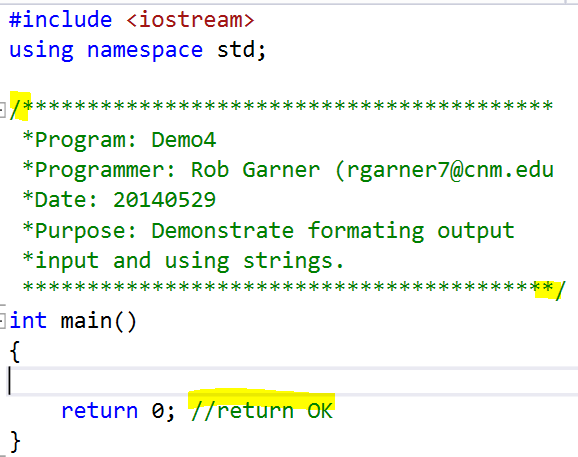 #include <iostream>
using namespace std;
/*****************************************
*Program: Demo4
*Programmer: Rob Garner (rgarner7@cnm.edu
*Date: 20140529
*Purpose: Demonstrate formating output
*input and using strings.
*****************************************/
int main()
{
return 0; //return OK
}